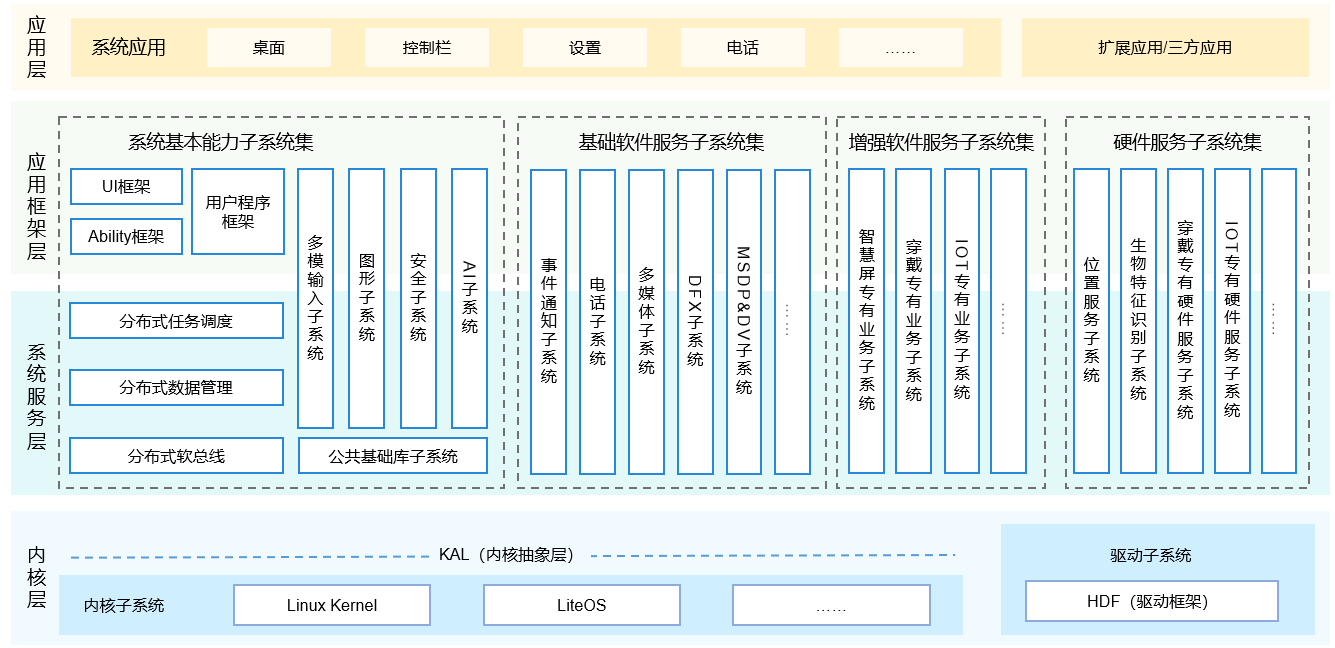 应用层
系统应用
桌面
控制栏
设置
电话
……
扩展应用/三方应用
应用框架层
系统服务层
系统基本能力子系统集
UI框架
Ability框架
用户程序
框架
多模输入子系统
图形子系统
安全子系统
AI子系统
分布式任务调度
分布式数据管理
分布式软总线
公共基础库子系统
基础软件服务子系统集
事件通知子系统
电话子系统
多媒体子系统
DFX子系统
MSDP&DV子系统
……
增强软件服务子系统集
智慧屏专有业务子系统
穿戴专有业务子系统
IOT专有业务子系统
……
硬件服务子系统集
位置服务子系统
生物特征识别子系统
穿戴专有硬件服务子系统
IOT专有硬件服务子系统
……
内核层
KAL（内核抽象层）
内核子系统
Linux Kernel
LiteOS
……
驱动子系统
HDF（驱动框架）